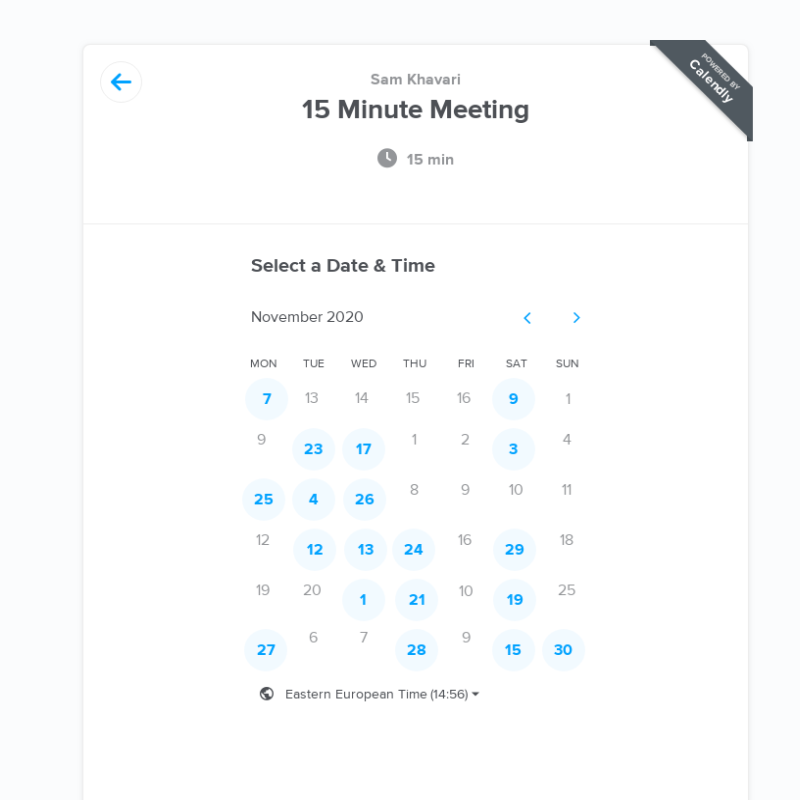 POWERED BY
Calendly
Sam Khavari
15 Minute Meeting
15 min
Select a Date & Time
November 2020
MON TUE WED THU FRI SAT SUN
7 13 14 15 16 9 1
9 23 17 1 2 3 4
25 4 26 8 9 10 11
12 12 13 24 16 29 18
19 20 1 21 10 19 25
27 6 7 28 9 15 30
Eastern European Time (14:56)